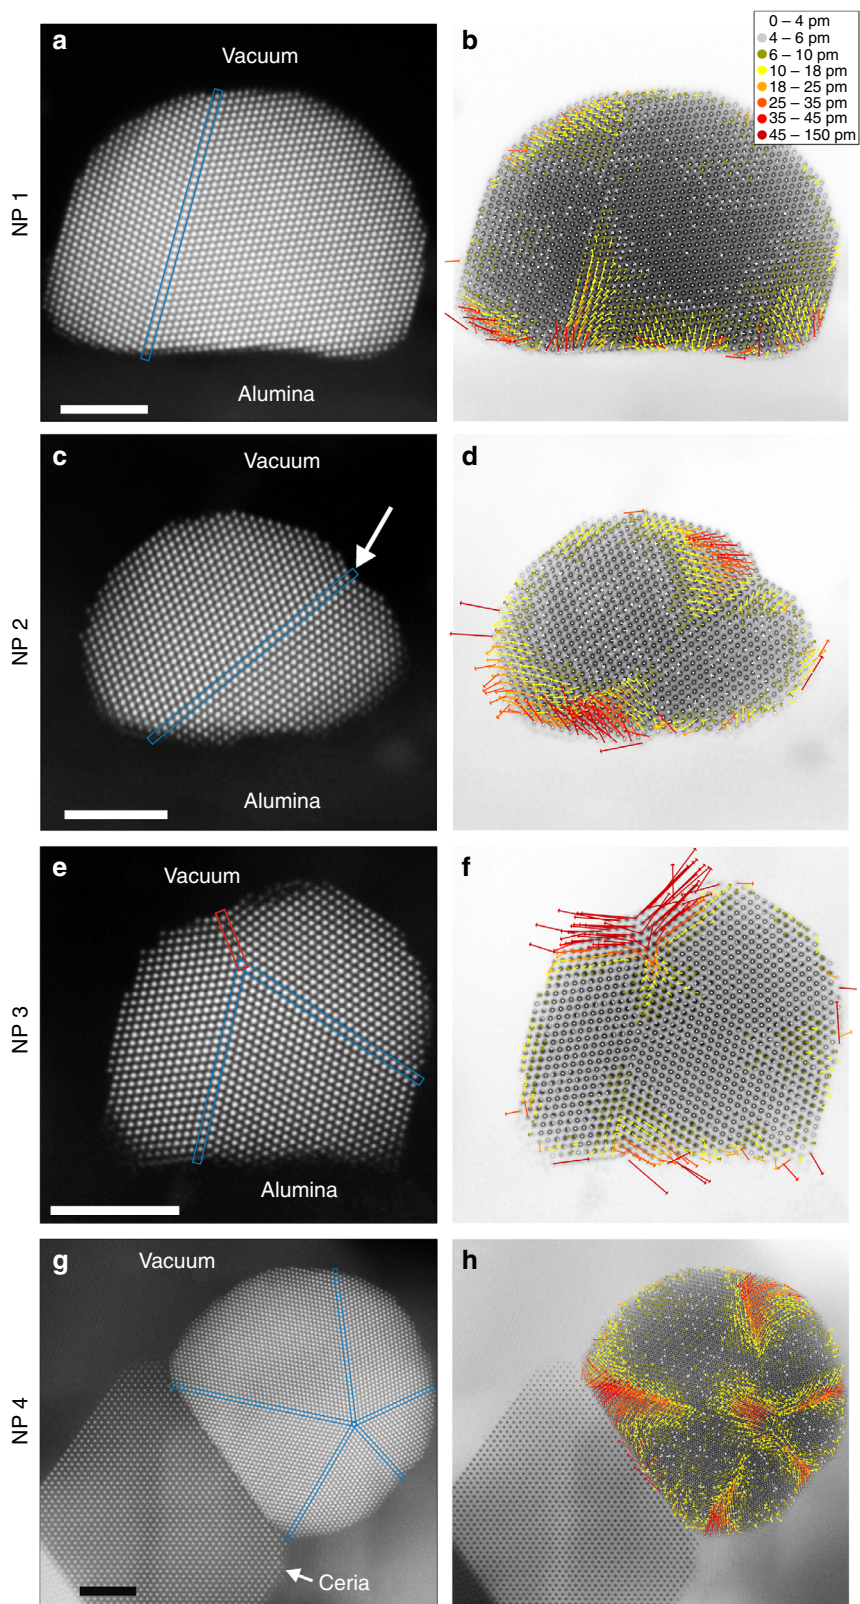 a
Vacuum
NP 1
Alumina
b
0 – 4 pm
4 – 6 pm
6 – 10 pm
10 – 18 pm
18 – 25 pm
25 – 35 pm
35 – 45 pm
45 – 150 pm
c
Vacuum
NP 2
Alumina
d
e
Vacuum
NP 3
Alumina
f
g
Vacuum
NP 4
Ceria
h